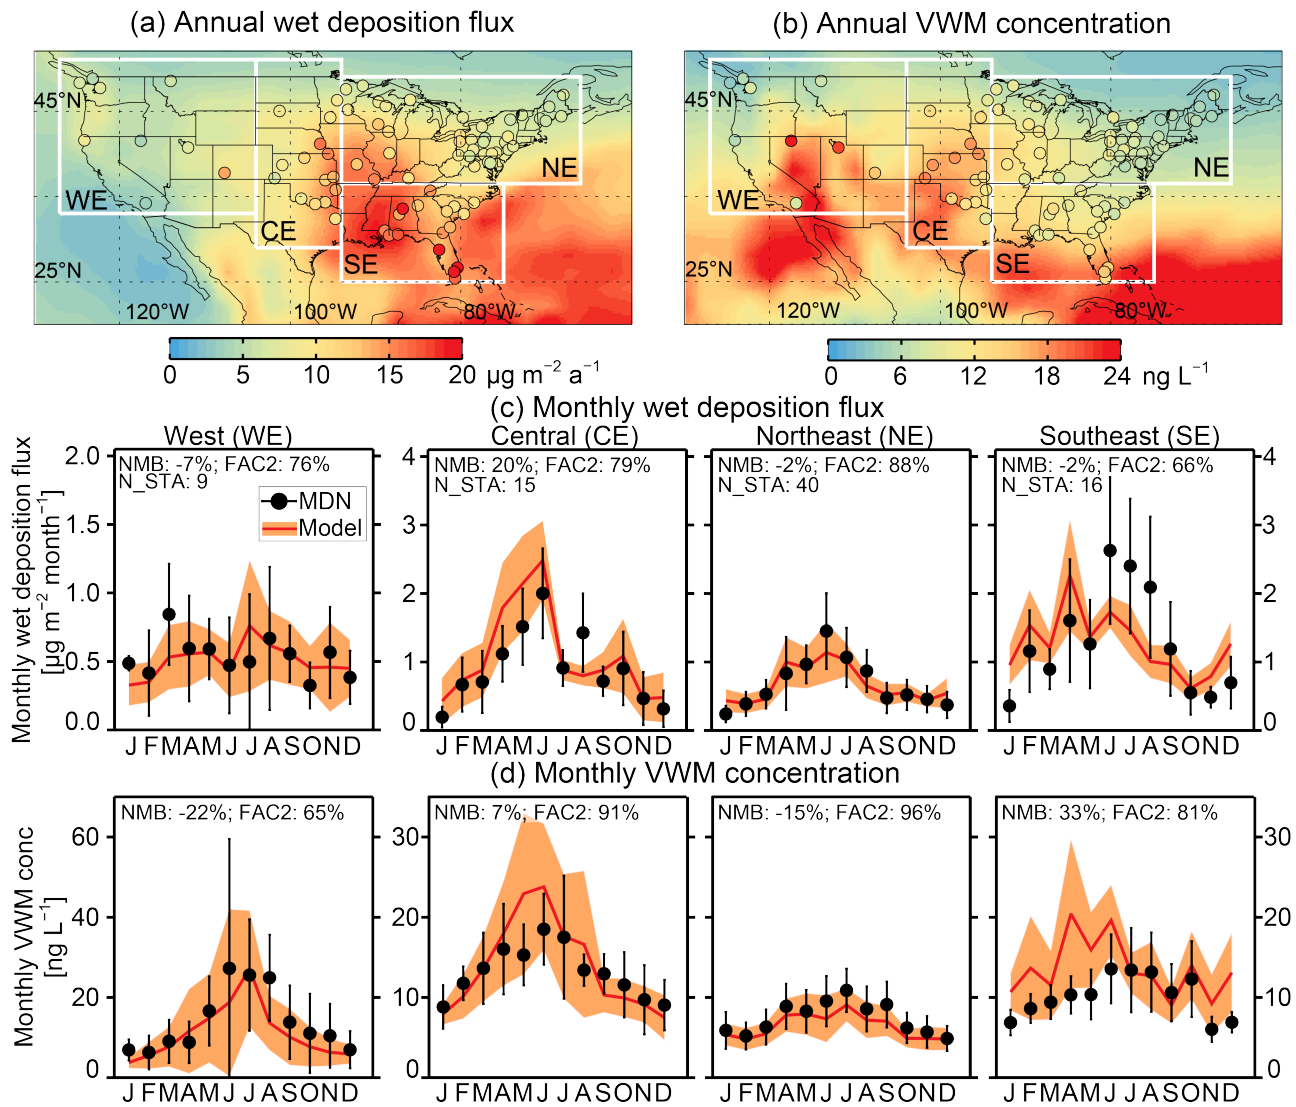 (a) Annual wet deposition flux
(b) Annual VWM concentration
45°N
25°N
120°W
100°W
80°W
WE
CE
SE
NE
45°N
25°N
120°W
100°W
80°W
WE
CE
SE
NE
0 5 10 15 20 µg m−2 a−1
0 6 12 18 24 ng L−1
(c) Monthly wet deposition flux
West (WE)
Central (CE)
Northeast (NE)
Southeast (SE)
Monthly wet deposition flux
[µg m−2 month−1]
2.0
1.5
1.0
0.5
0.0
NMB: -7%; FAC2: 76%
N_STA: 9
MDN
Model
J F M A M J J A S O N D
4
3
2
1
0
NMB: 20%; FAC2: 79%
N_STA: 15
J F M A M J J A S O N D
NMB: -2%; FAC2: 88%
N_STA: 40
J F M A M J J A S O N D
NMB: -2%; FAC2: 66%
N_STA: 16
J F M A M J J A S O N D
4
3
2
1
0
(d) Monthly VWM concentration
Monthly VWM conc
[ng L−1]
60
40
20
0
NMB: -22%; FAC2: 65%
J F M A M J J A S O N D
30
20
10
0
NMB: 7%; FAC2: 91%
J F M A M J J A S O N D
NMB: -15%; FAC2: 96%
J F M A M J J A S O N D
NMB: 33%; FAC2: 81%
J F M A M J J A S O N D
30
20
10
0